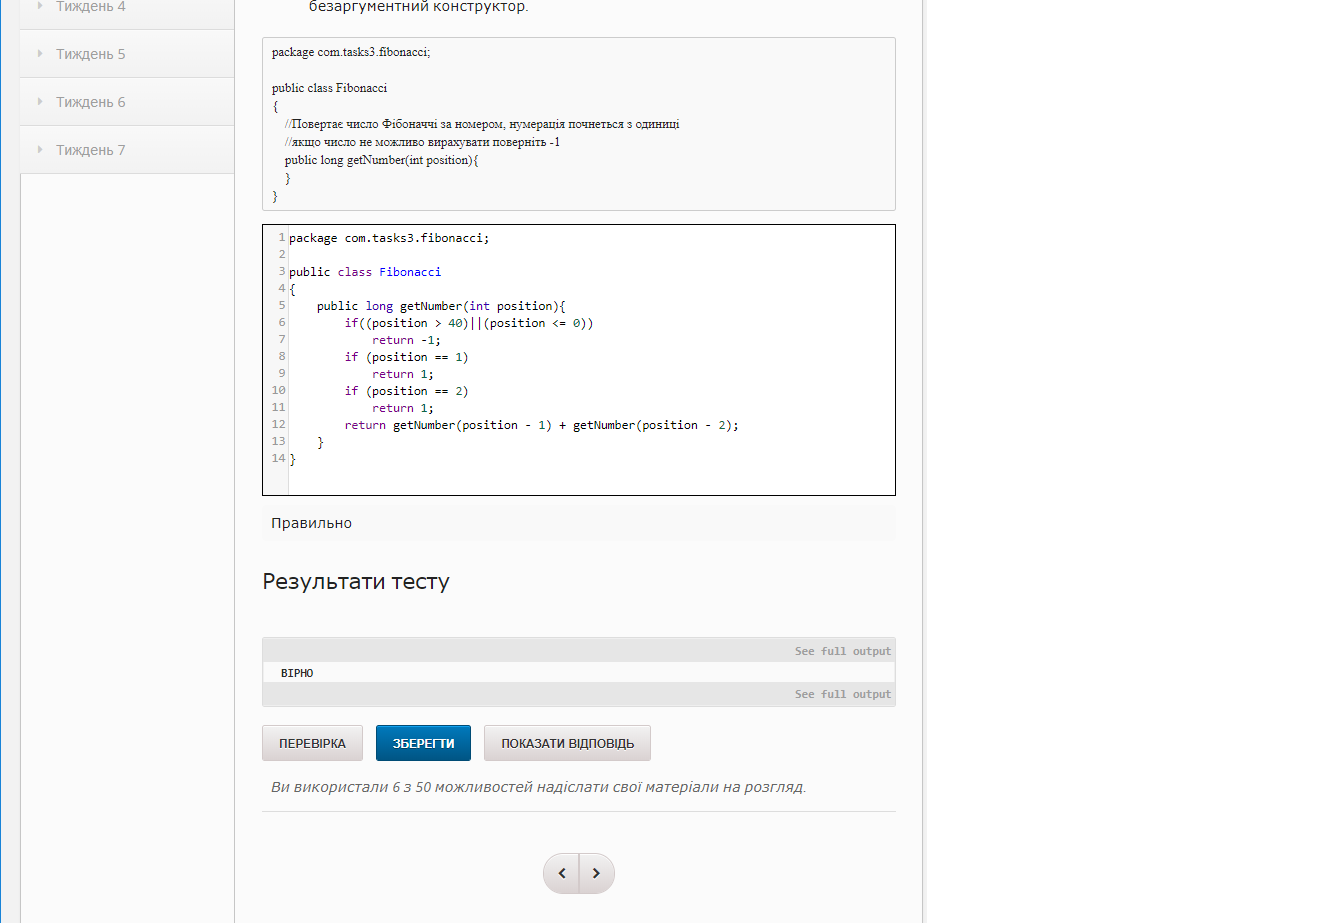 Тиждень 4
Тиждень 5
Тиждень 6
Тиждень 7
безаргументний конструктор.
package com.tasks3.fibonacci;
public class Fibonacci
{
//Повертає число Фібоначчі за номером, нумерація почнеться з одиниці
//якщо число не можливо вирахувати поверніть -1
public long getNumber(int position){
}
}
1 package com.tasks3.fibonacci;
2
3 public class Fibonacci
4 {
5 public long getNumber(int position){
6 if((position > 40)||(position <= 0))
7 return -1;
8 if (position == 1)
9 return 1;
10 if (position == 2)
11 return 1;
12 return getNumber(position - 1) + getNumber(position - 2);
13 }
14 }
Правильно
Результати тесту
See full output
ВІРНО
See full output
ПЕРЕВІРКА ЗБЕРЕГТИ ПОКАЗАТИ ВІДПОВІДЬ
Ви використали 6 з 50 можливостей надіслати свої матеріали на розгляд.